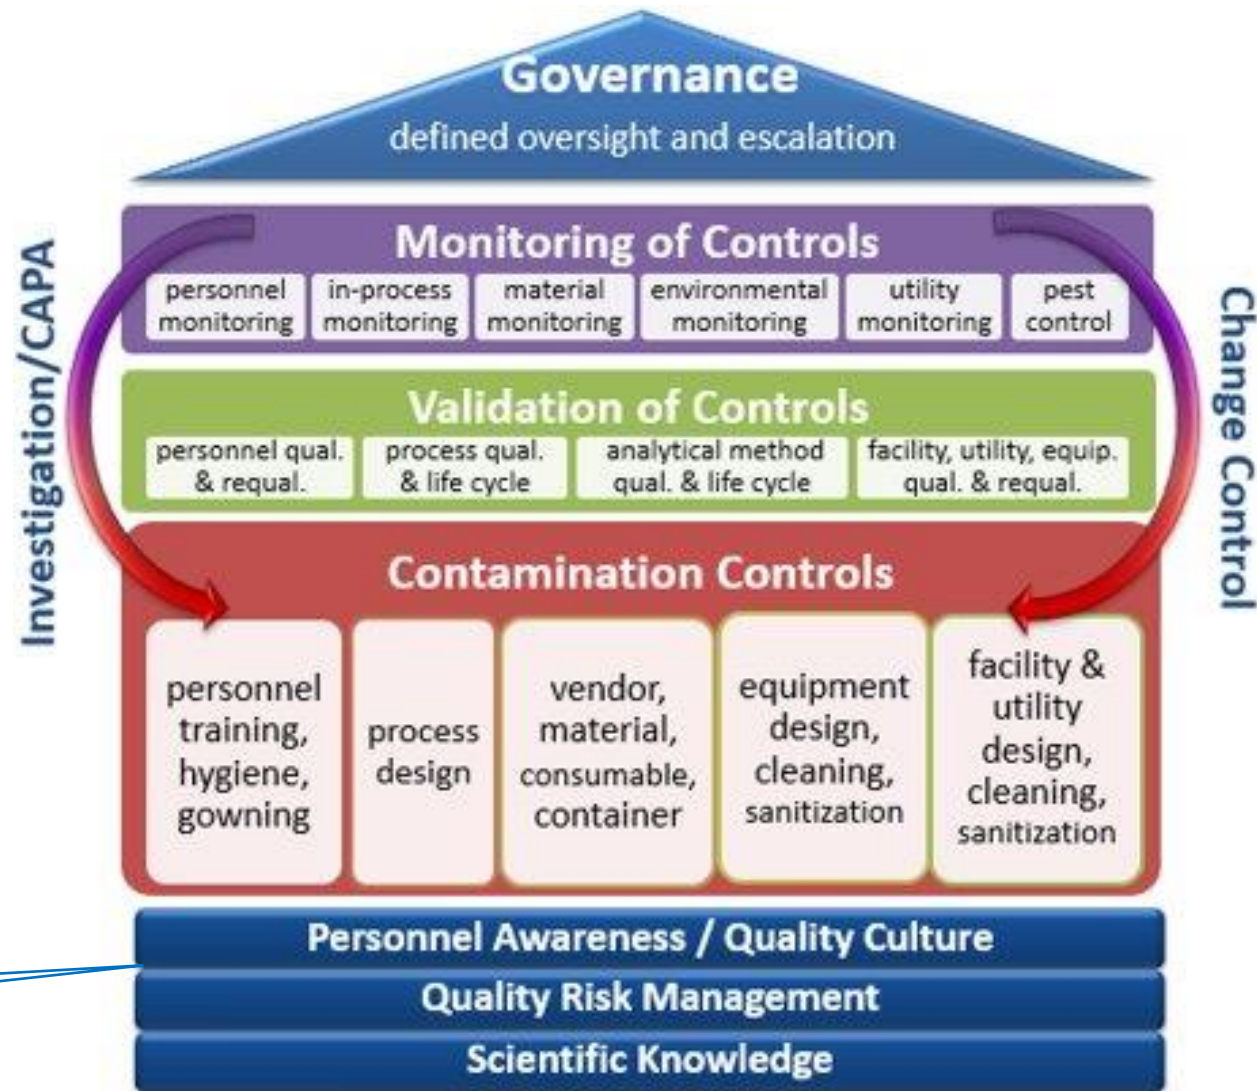 Governance
defined oversight and escalation
Monitoring of Controls
personnel
monitoring
in-process
monitoring
material
monitoring
environmental
monitoring
utility
monitoring
pest
control
Validation of Controls
personnel qual.
& requal.
process qual.
& life cycle
analytical method
qual. & life cycle
facility, utility, equip.
qual. & requal.
Contamination Controls
personnel
training,
hygiene,
gowning
process
design
vendor,
material,
consumable,
container
equipment
design,
cleaning,
sanitization
facility &
utility
design,
cleaning,
sanitization
Personnel Awareness / Quality Culture
Quality Risk Management
Scientific Knowledge
Investigation/CAPA
Change Control